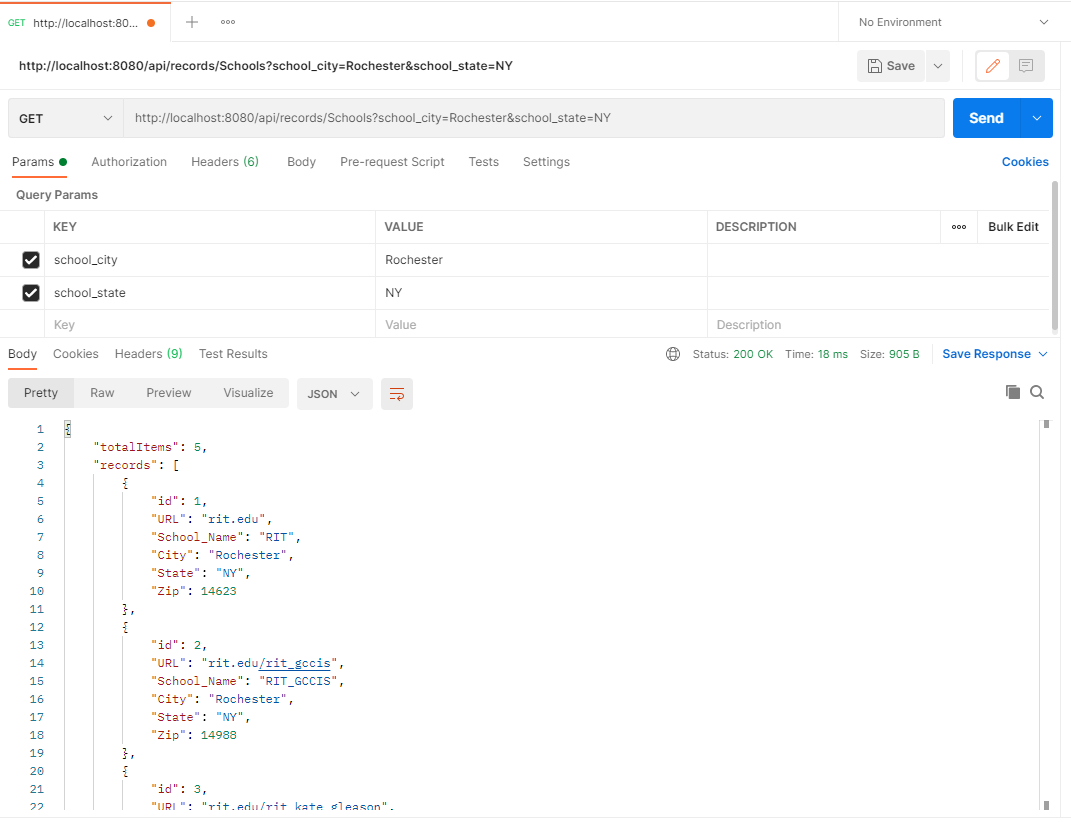 GET http://localhost:80...
No Environment
http://localhost:8080/api/records/Schools?school_city=Rochester&school_state=NY
Save
GET http://localhost:8080/api/records/Schools?school_city=Rochester&school_state=NY Send
Params Authorization Headers (6) Body Pre-request Script Tests Settings Cookies
Query Params
KEY VALUE DESCRIPTION Bulk Edit
school_city Rochester
school_state NY
Key Value Description
Body Cookies Headers (9) Test Results Status: 200 OK Time: 18 ms Size: 905 B Save Response
Pretty Raw Preview Visualize JSON
1 {
2 "totalItems": 5,
3 "records": [
4 {
5 "id": 1,
6 "URL": "rit.edu",
7 "School_Name": "RIT",
8 "City": "Rochester",
9 "State": "NY",
10 "Zip": 14623
11 },
12 {
13 "id": 2,
14 "URL": "rit.edu/rit_gccis",
15 "School_Name": "RIT_GCCIS",
16 "City": "Rochester",
17 "State": "NY",
18 "Zip": 14988
19 },
20 {
21 "id": 3,
22 "URL": "rit.edu/rit_kate_gleason",